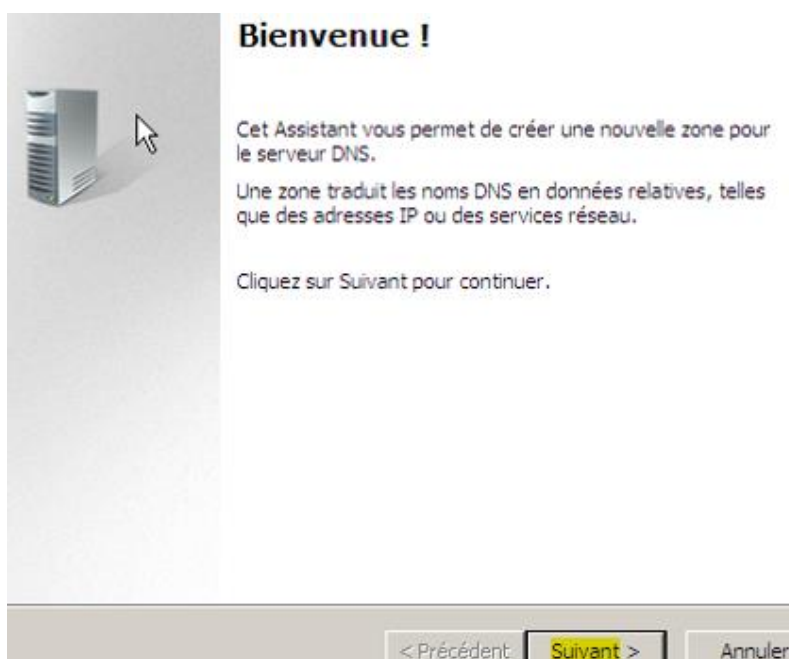 Bienvenue !
Cet Assistant vous permet de créer une nouvelle zone pour
le serveur DNS.
Une zone traduit les noms DNS en données relatives, telles
que des adresses IP ou des services réseau.
Cliquez sur Suivant pour continuer.
< Précédent Suivant > Annuler